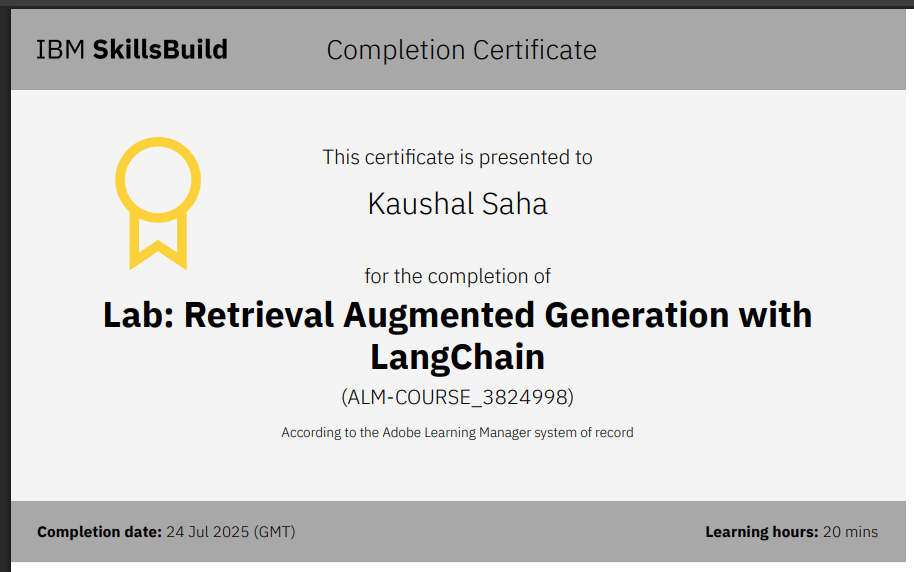 IBM SkillsBuild
Completion Certificate
This certificate is presented to
Kaushal Saha
for the completion of
Lab: Retrieval Augmented Generation with
LangChain
(ALM-COURSE_3824998)
According to the Adobe Learning Manager system of record
Completion date: 24 Jul 2025 (GMT)
Learning hours: 20 mins